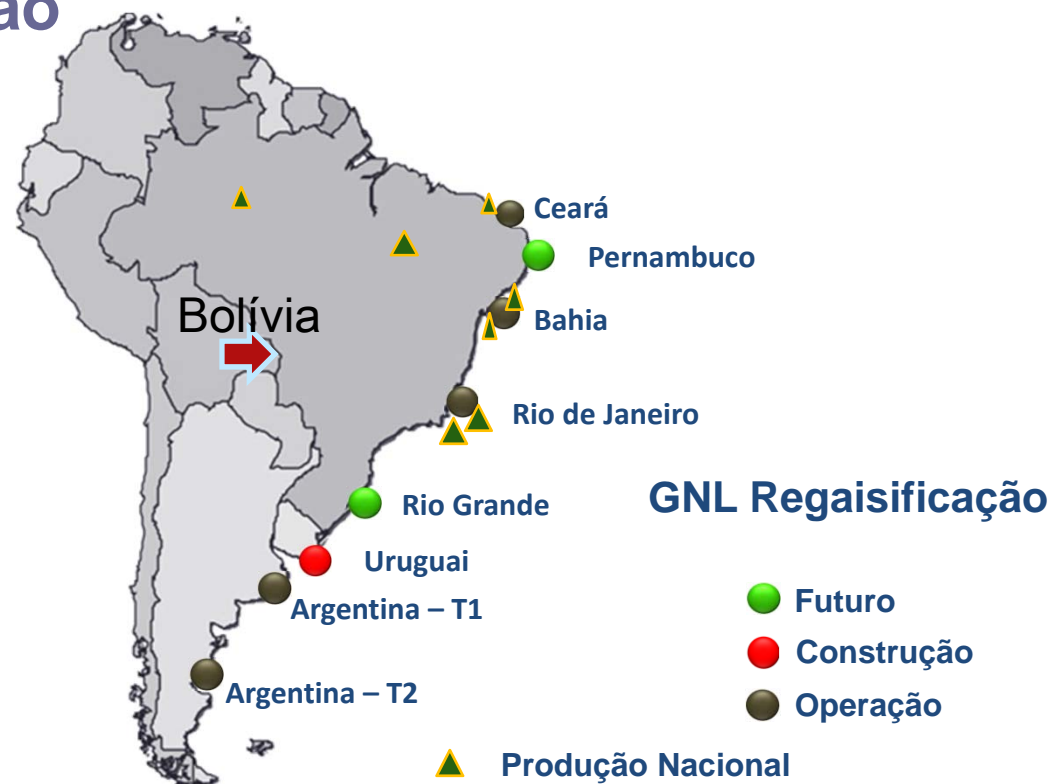 ão
Ceará
Pernambuco
Bolívia
Bahia
Rio de Janeiro
GNL Regaisificação
Rio Grande
Uruguai
Futuro
Argentina – T1
Construção
Argentina – T2
Operação
Produção Nacional